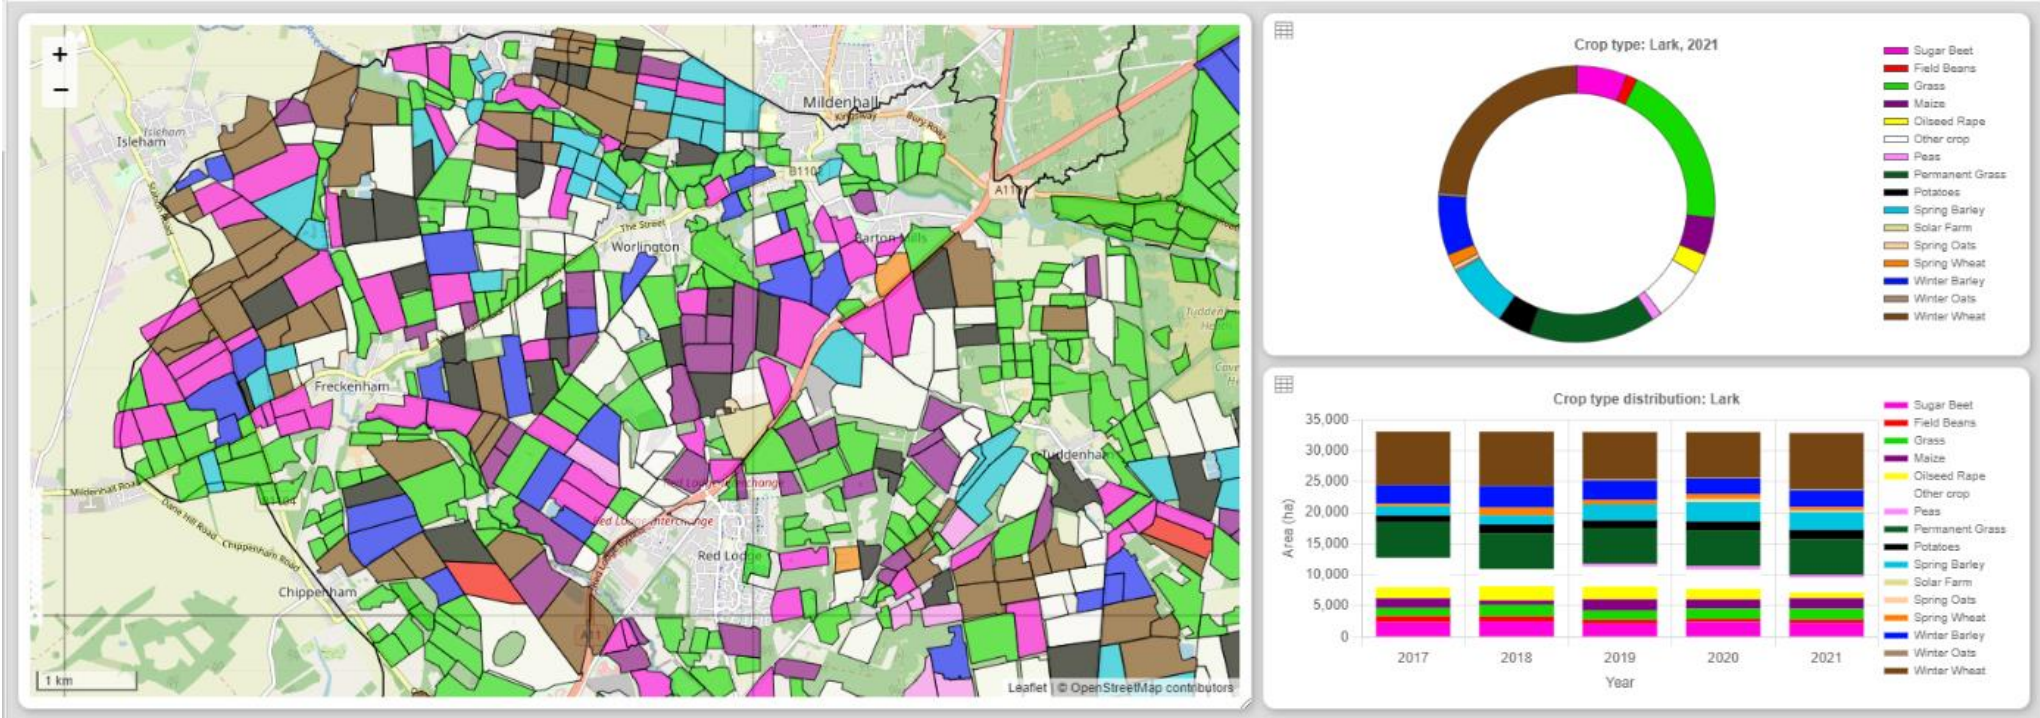 +
−
Mildenhall
Kingsway
Bury Road
Isleham
Isleham
B1102
A11
The Street
Worlington
Barton Mills
Freckenham
Tuddenham
Mildenhall Road
B1104
Dane Hill Road
Chippenham Road
Red Lodge Interchange
Red Lodge Interchange
Red Lodge
Chippenham
A11
1 km
Leaflet | © OpenStreetMap contributors
Crop type: Lark, 2021
Sugar Beet
Field Beans
Grass
Maize
Oilseed Rape
Other crop
Peas
Permanent Grass
Potatoes
Spring Barley
Solar Farm
Spring Oats
Spring Wheat
Winter Barley
Winter Oats
Winter Wheat
Crop type distribution: Lark
35,000
30,000
25,000
20,000
15,000
10,000
5,000
0
Area (ha)
2017 2018 2019 2020 2021
Year
Sugar Beet
Field Beans
Grass
Maize
Oilseed Rape
Other crop
Peas
Permanent Grass
Potatoes
Spring Barley
Solar Farm
Spring Oats
Spring Wheat
Winter Barley
Winter Oats
Winter Wheat